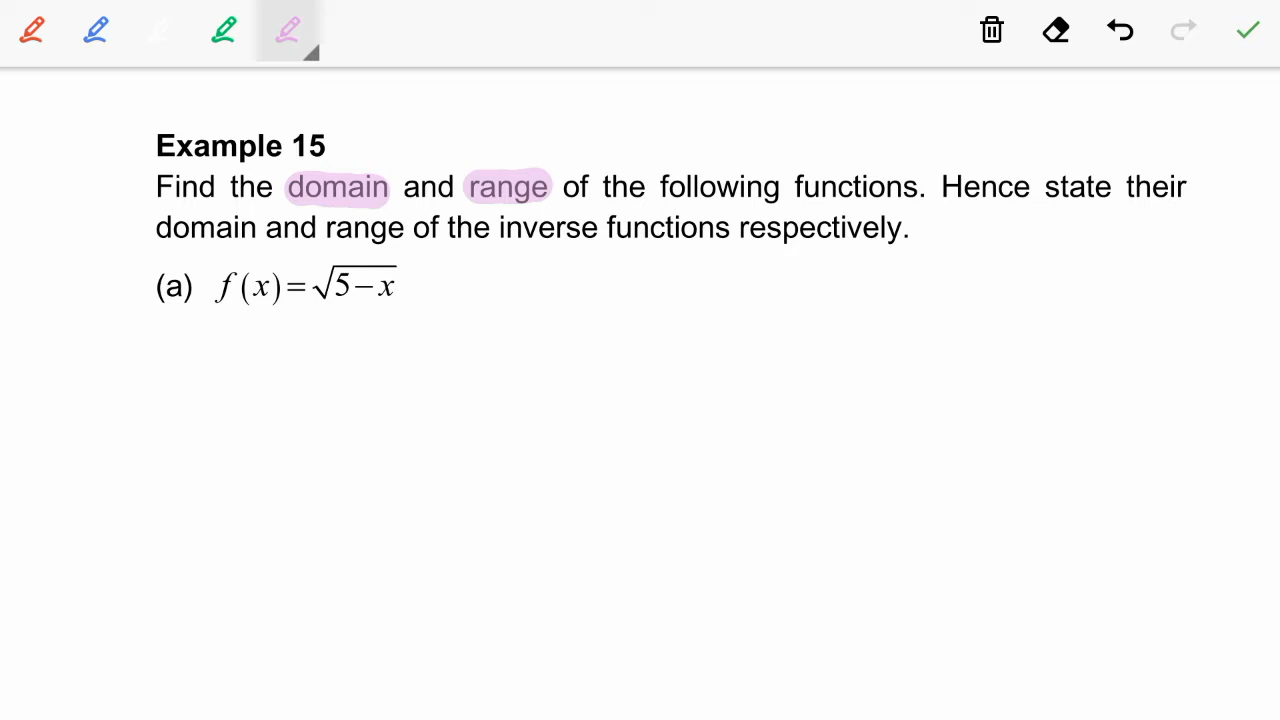 Example 15
Find the domain and range of the following functions. Hence state their
domain and range of the inverse functions respectively.
(a) f(x)=√5−x